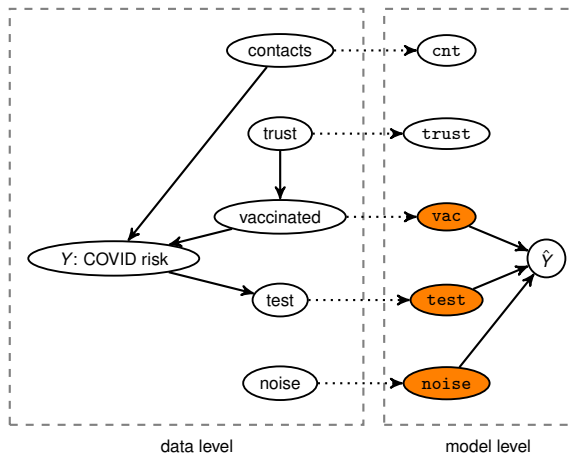 contacts
cnt
trust
trust
vaccinated
vac
Y: COVID risk
Ŷ
test
test
noise
noise
data level
model level